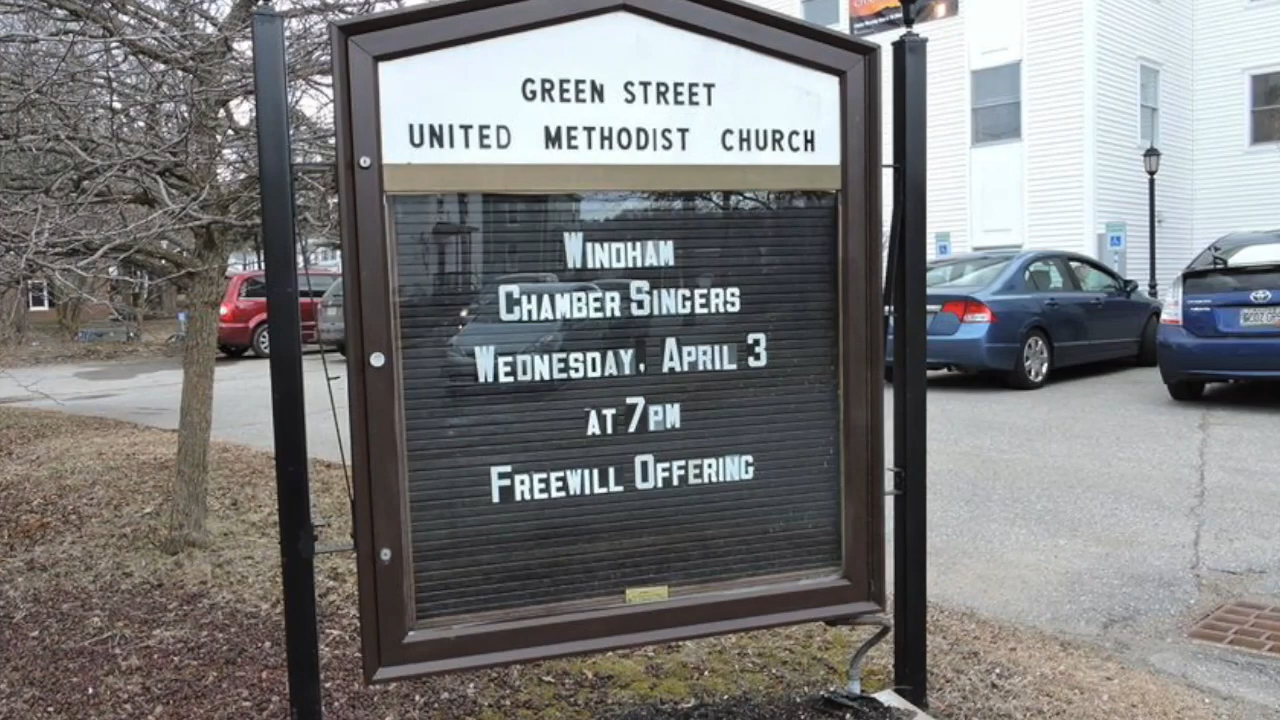 GREEN STREET
UNITED METHODIST CHURCH
WINDHAM
CHAMBER SINGERS
WEDNESDAY, APRIL 3
AT 7PM
FREEWILL OFFERING